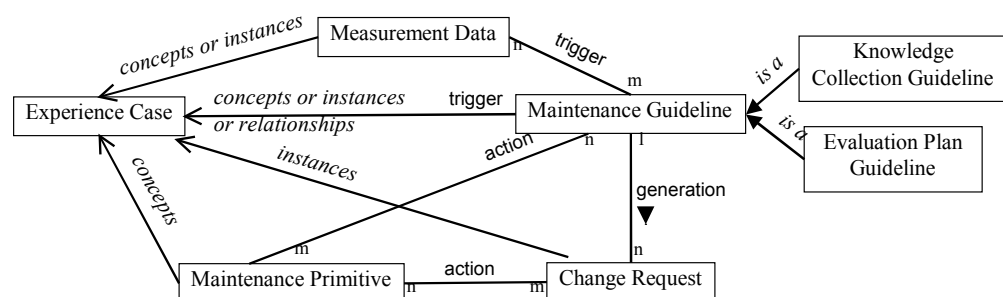 concepts or instances
Measurement Data
n
trigger
m
is a
Knowledge
Collection Guideline
Experience Case
concepts or instances
or relationships
trigger
Maintenance Guideline
is a
Evaluation Plan
Guideline
action
n
1
instances
concepts
generation
m
n
Maintenance Primitive
n
action
m
Change Request